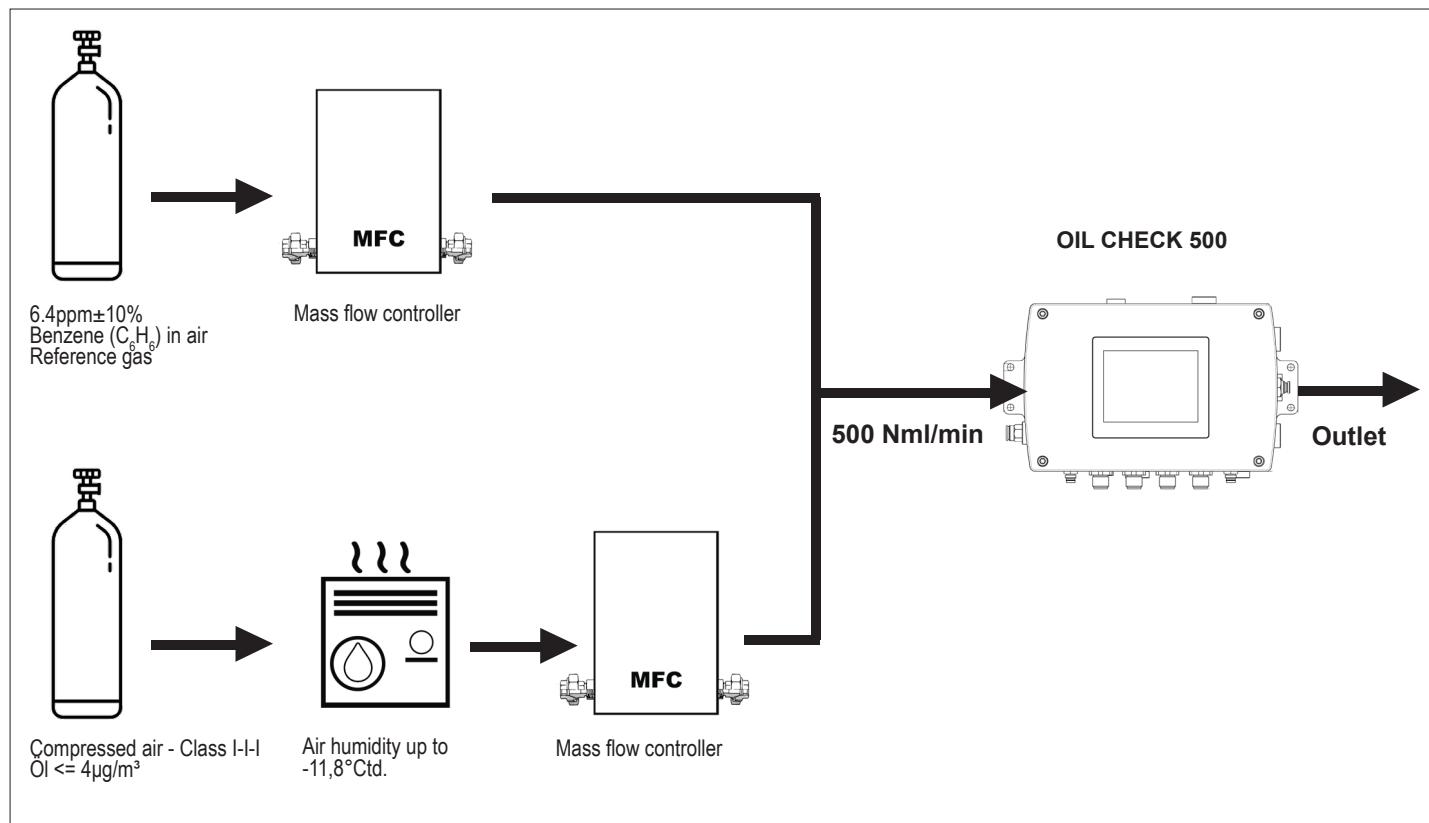 MFC
6.4ppm±10%
Benzene (C₆H₆) in air
Reference gas
Mass flow controller
OIL CHECK 500
500 Nml/min
Outlet
MFC
Compressed air - Class I-I-I
Öl <= 4µg/m³
Air humidity up to
-11,8°Ctd.
Mass flow controller